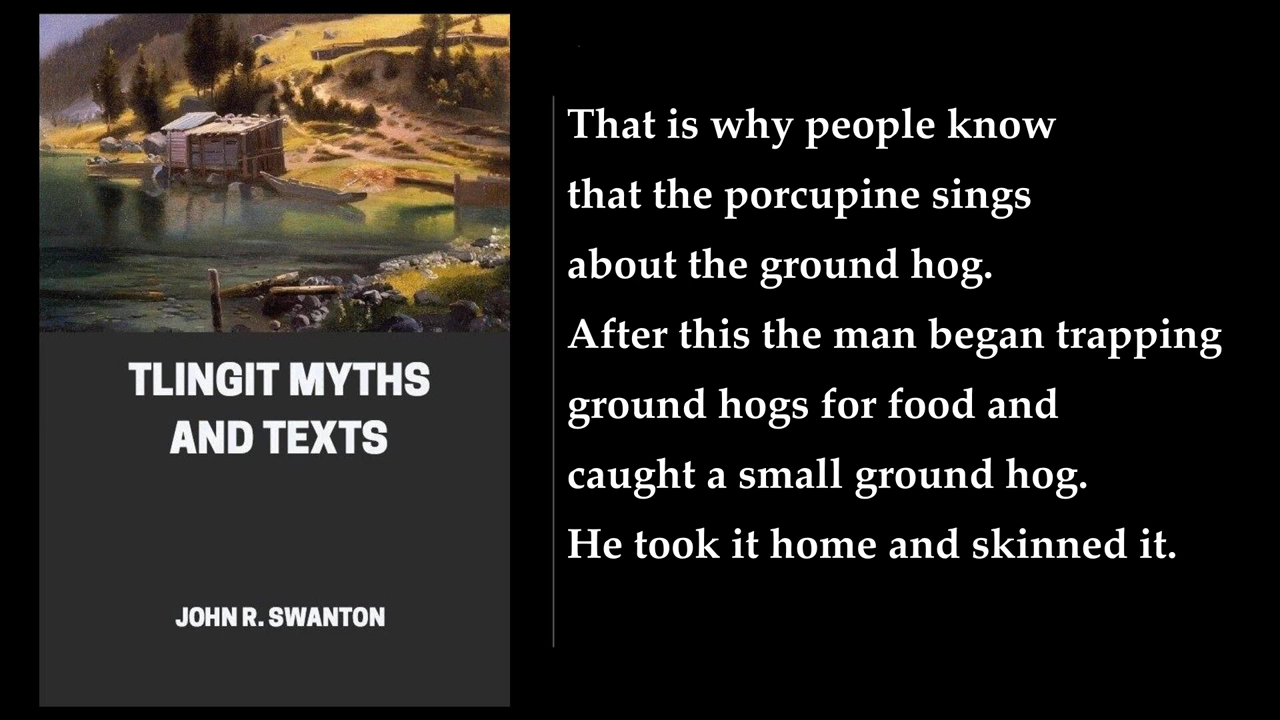 TLINGIT MYTHS
AND TEXTS
JOHN R. SWANTON
That is why people know
that the porcupine sings
about the ground hog.
After this the man began trapping
ground hogs for food and
caught a small ground hog.
He took it home and skinned it.